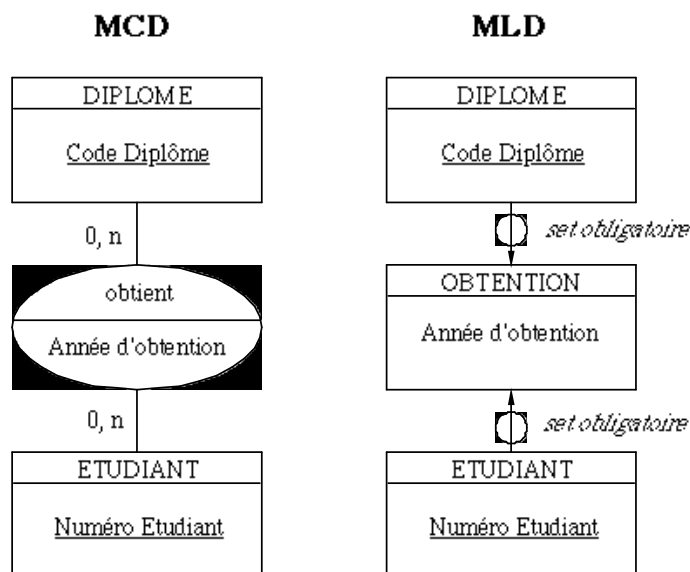 MCD
MLD
DIPLOME
Code Diplôme
0, n
obtient
Année d'obtention
0, n
ETUDIANT
Numéro Etudiant
DIPLOME
Code Diplôme
set obligatoire
OBTENTION
Année d'obtention
set obligatoire
ETUDIANT
Numéro Etudiant